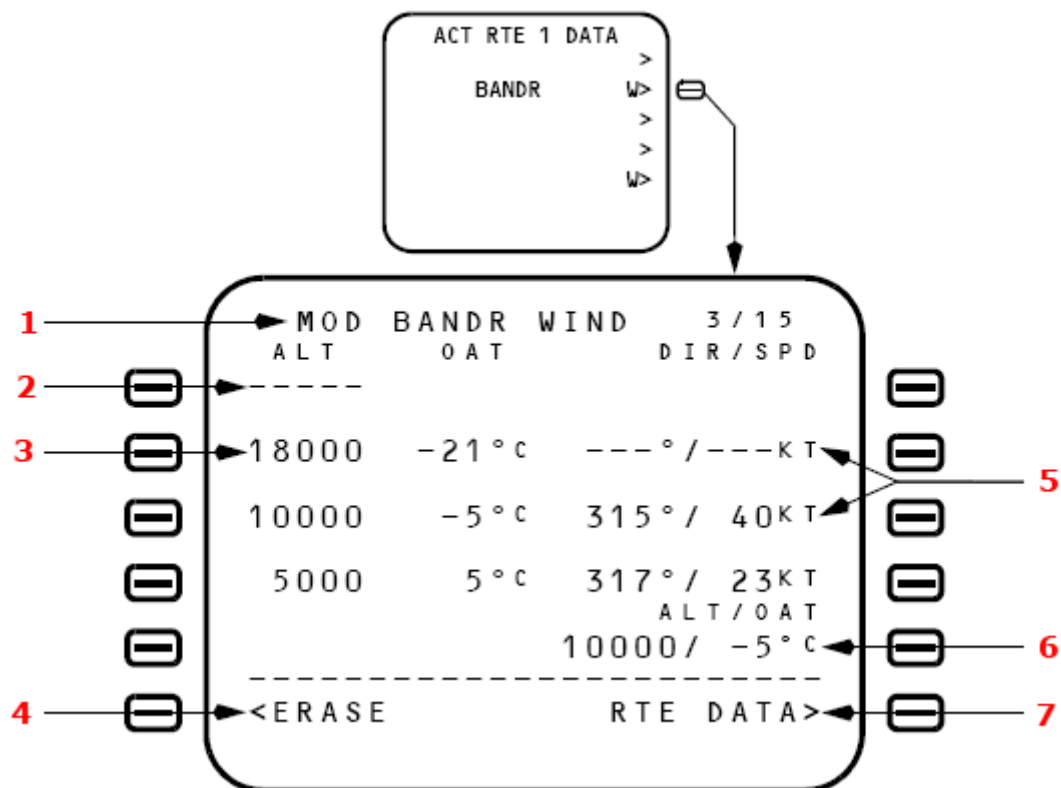 ACT RTE 1 DATA
>
BANDR W>
>
>
W>
1 MOD BANDR WIND 3/15
ALT OAT DIR/SPD
2 -----
3 18000 -21°C ---°/---KT
5
10000 -5°C 315°/ 40KT
5000 5°C 317°/ 23KT
ALT/OAT
10000/ -5°C 6
----------------------------
4 <ERASE RTE DATA> 7